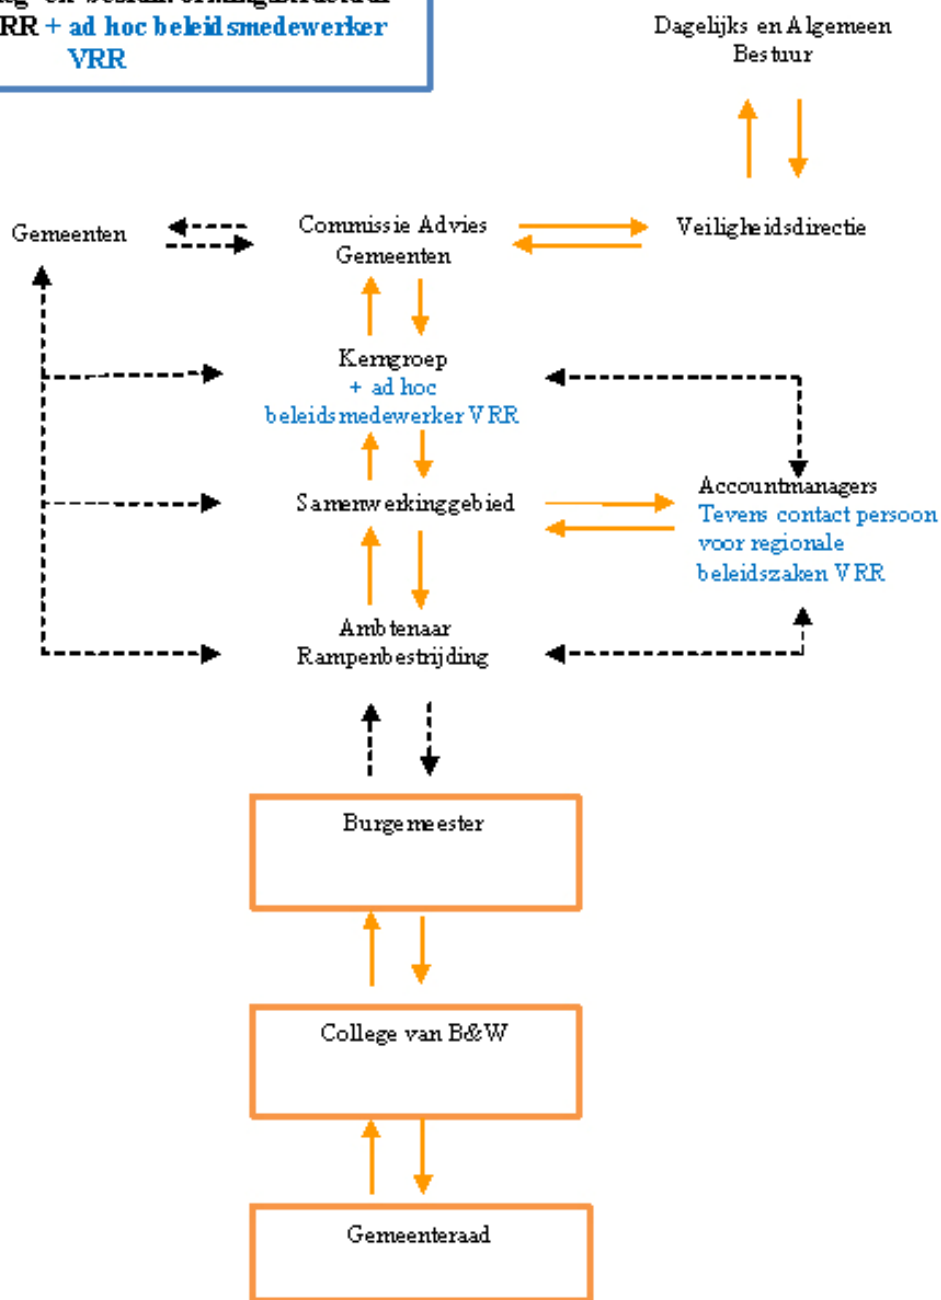 RR + ad hoc beleidsmedewerker
VRR
Dagelijks en Algemeen
Bestuur
Gemeenten
Commissie Advies
Gemeenten
Veiligheidsdirectie
Kerngroep
+ ad hoc
beleidsmedewerker VRR
Samenwerkinggebied
Accountmanagers
Tevens contact persoon
voor regionale
beleidszaken VRR
Ambtenaar
Rampenbestrijding
Burgemeester
College van B&W
Gemeenteraad